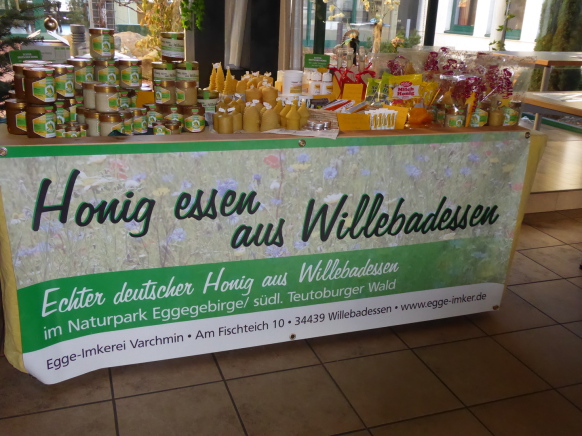 Honig essen
aus Willebadessen
Echter deutscher Honig aus Willebadessen
im Naturpark Eggegebirge/ südl. Teutoburger Wald
Egge-Imkerei Varchmin • Am Fischteich 10 • 34439 Willebadessen • www.egge-imker.de